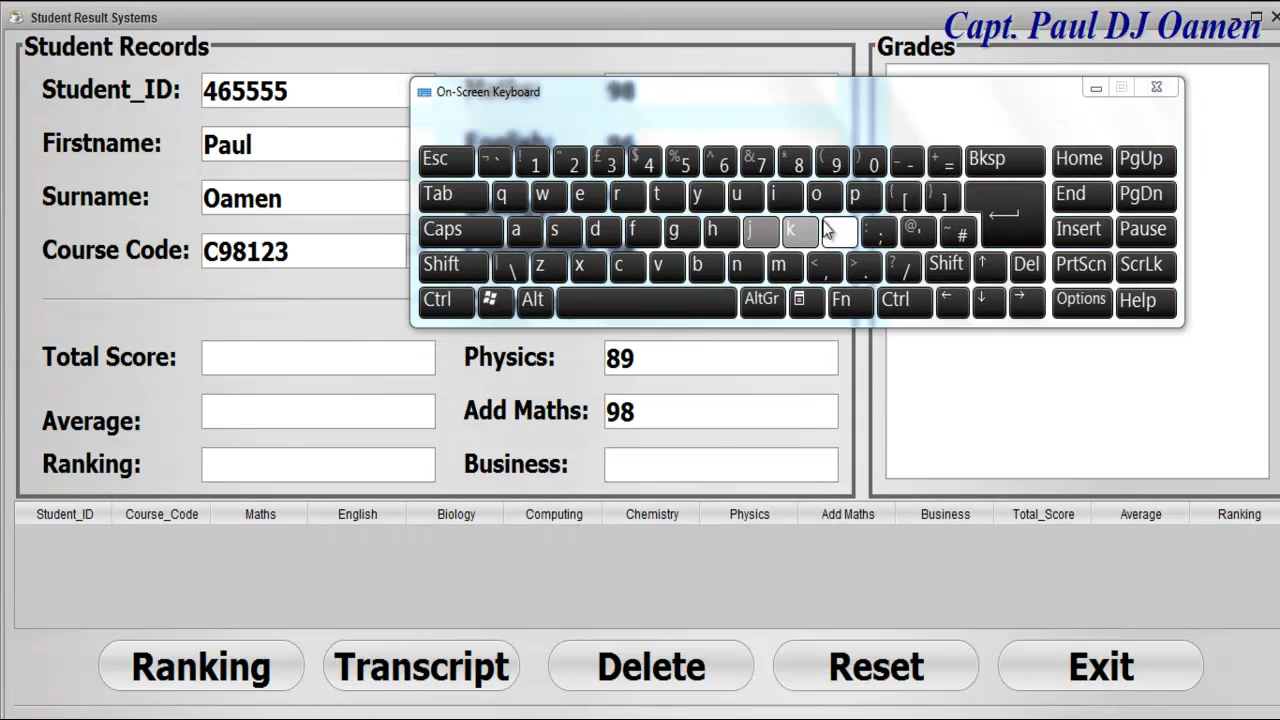 Student Result Systems
Capt. Paul DJ Oamen
Student Records
Grades
Student_ID: 465555
Firstname: Paul
Surname: Oamen
Course Code: C98123
98
On-Screen Keyboard
Esc ¬ ` ! 1 " 2 £ 3 $ 4 % 5 ^ 6 & 7 * 8 ( 9 ) 0 _ - + = Bksp Home PgUp
Tab q w e r t y u i o p { [ } ] End PgDn
Caps a s d f g h j k : ; @ ' ~ # Insert Pause
Shift | \ z x c v b n m < , > . ? / Shift ↑ Del PrtScn ScrLk
Ctrl Alt AltGr Fn Ctrl ← ↓ → Options Help
Total Score:
Average:
Ranking:
Physics: 89
Add Maths: 98
Business:
Student_ID Course_Code Maths English Biology Computing Chemistry Physics Add Maths Business Total_Score Average Ranking
Ranking Transcript Delete Reset Exit